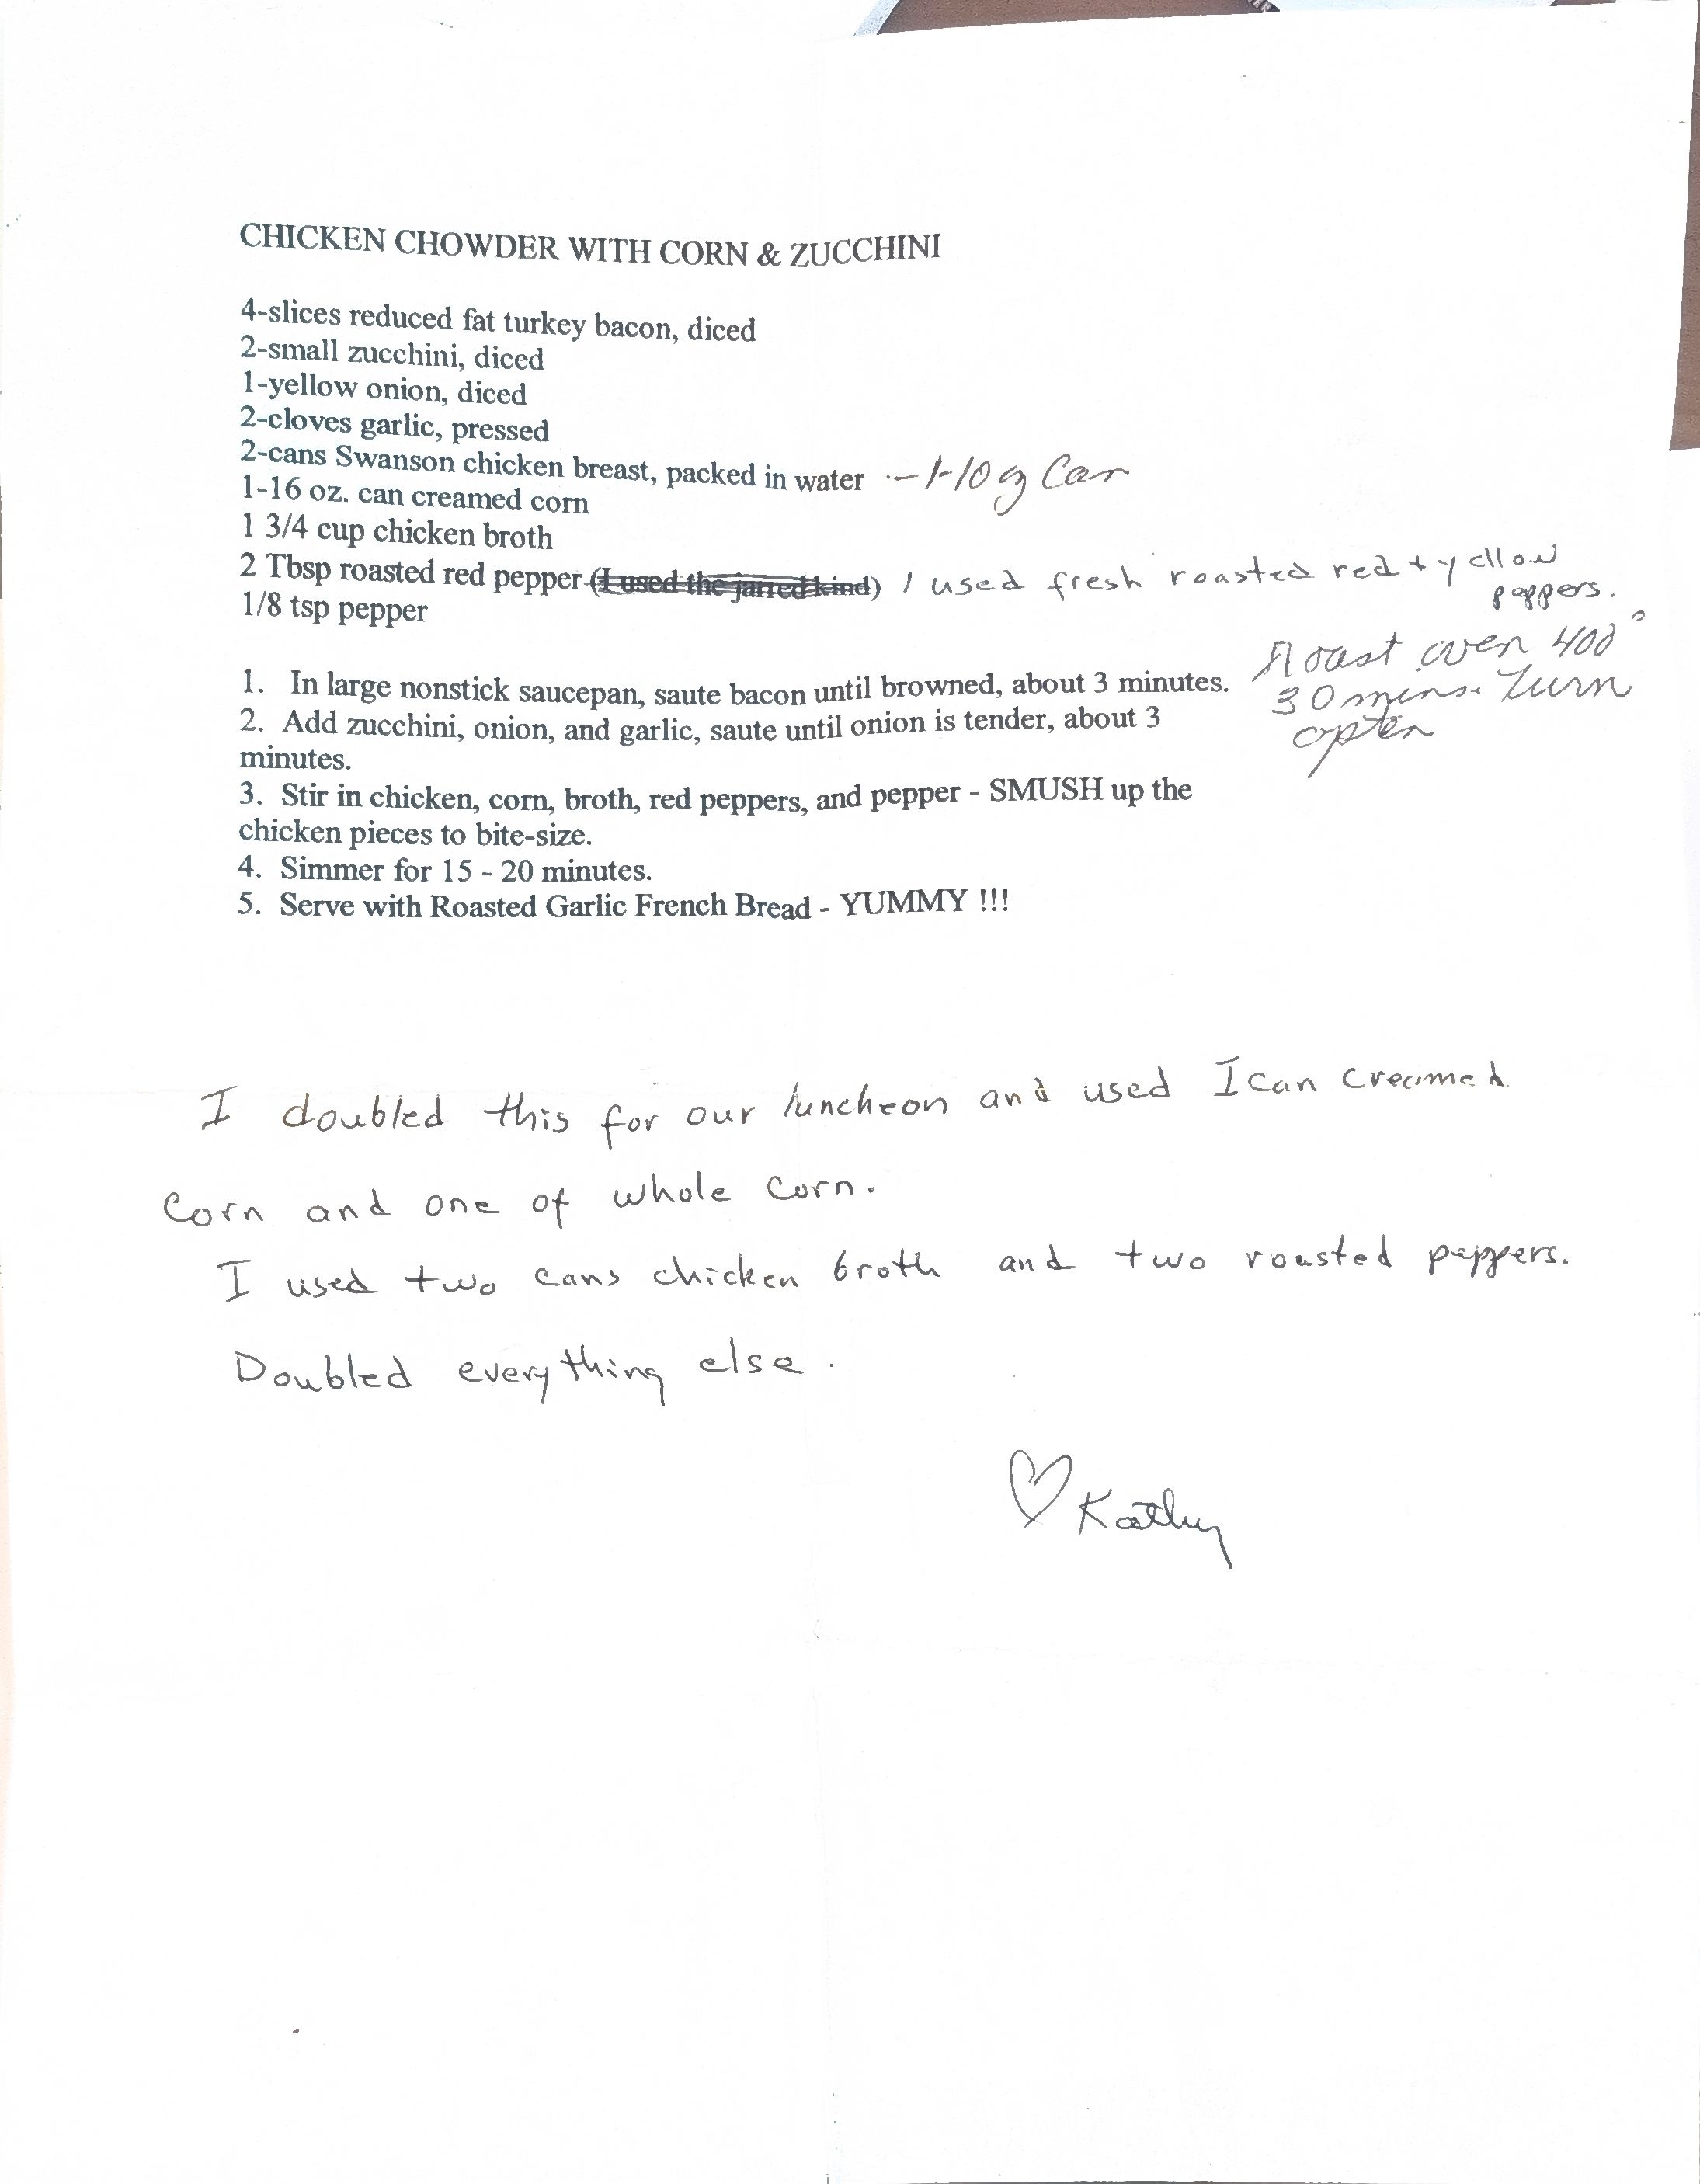 CHICKEN CHOWDER WITH CORN & ZUCCHINI
4-slices reduced fat turkey bacon, diced
2-small zucchini, diced
1-yellow onion, diced
2-cloves garlic, pressed
2-cans Swanson chicken breast, packed in water - 1-10 oz Can
1-16 oz. can creamed corn
1 3/4 cup chicken broth
2 Tbsp roasted red pepper (I used the jarred kind) I used fresh roasted red + yellow
peppers.
1/8 tsp pepper
Roast oven 400°
30 mins. Turn
often
1. In large nonstick saucepan, saute bacon until browned, about 3 minutes.
2. Add zucchini, onion, and garlic, saute until onion is tender, about 3
minutes.
3. Stir in chicken, corn, broth, red peppers, and pepper - SMUSH up the
chicken pieces to bite-size.
4. Simmer for 15 - 20 minutes.
5. Serve with Roasted Garlic French Bread - YUMMY !!!
I doubled this for our luncheon and used 1 can creamed
corn and one of whole corn.
I used two cans chicken broth and two roasted peppers.
Doubled everything else.
♡ Kathy